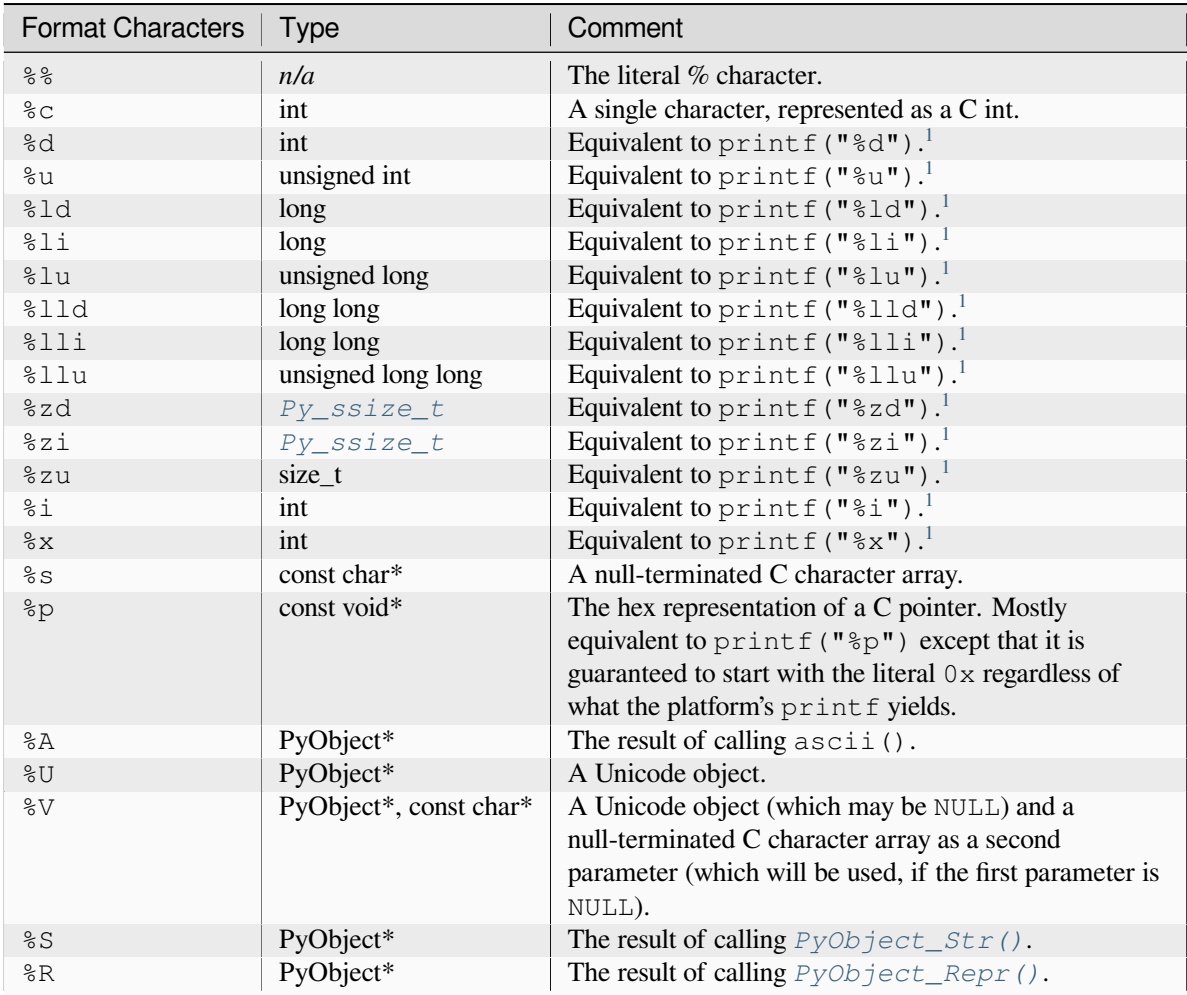 Format Characters Type Comment
%% n/a The literal % character.
%c int A single character, represented as a C int.
%d int Equivalent to printf("%d").1
%u unsigned int Equivalent to printf("%u").1
%ld long Equivalent to printf("%ld").1
%li long Equivalent to printf("%li").1
%lu unsigned long Equivalent to printf("%lu").1
%lld long long Equivalent to printf("%lld").1
%lli long long Equivalent to printf("%lli").1
%llu unsigned long long Equivalent to printf("%llu").1
%zd Py_ssize_t Equivalent to printf("%zd").1
%zi Py_ssize_t Equivalent to printf("%zi").1
%zu size_t Equivalent to printf("%zu").1
%i int Equivalent to printf("%i").1
%x int Equivalent to printf("%x").1
%s const char* A null-terminated C character array.
%p const void* The hex representation of a C pointer. Mostly
equivalent to printf("%p") except that it is
guaranteed to start with the literal 0x regardless of
what the platform's printf yields.
%A PyObject* The result of calling ascii().
%U PyObject* A Unicode object.
%V PyObject*, const char* A Unicode object (which may be NULL) and a
null-terminated C character array as a second
parameter (which will be used, if the first parameter is
NULL).
%S PyObject* The result of calling PyObject_Str().
%R PyObject* The result of calling PyObject_Repr().